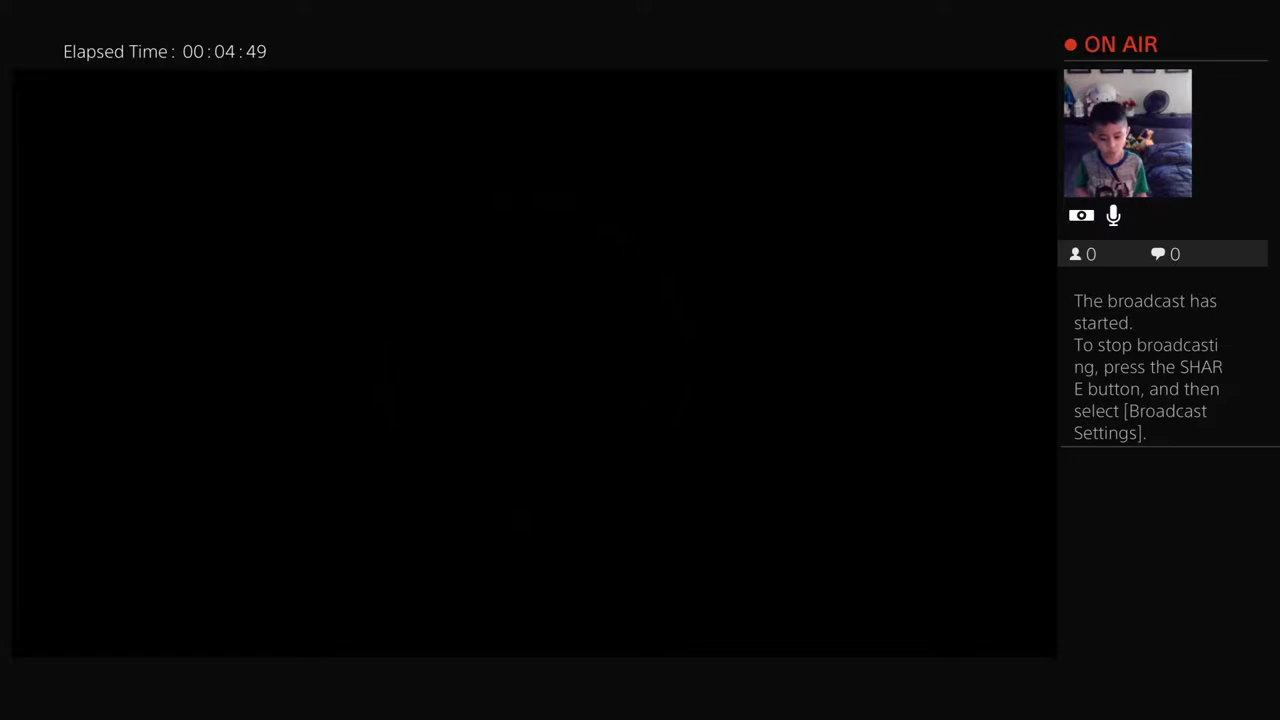 Elapsed Time: 00:04:49
ON AIR
0 0
The broadcast has
started.
To stop broadcasti
ng, press the SHAR
E button, and then
select [Broadcast
Settings].